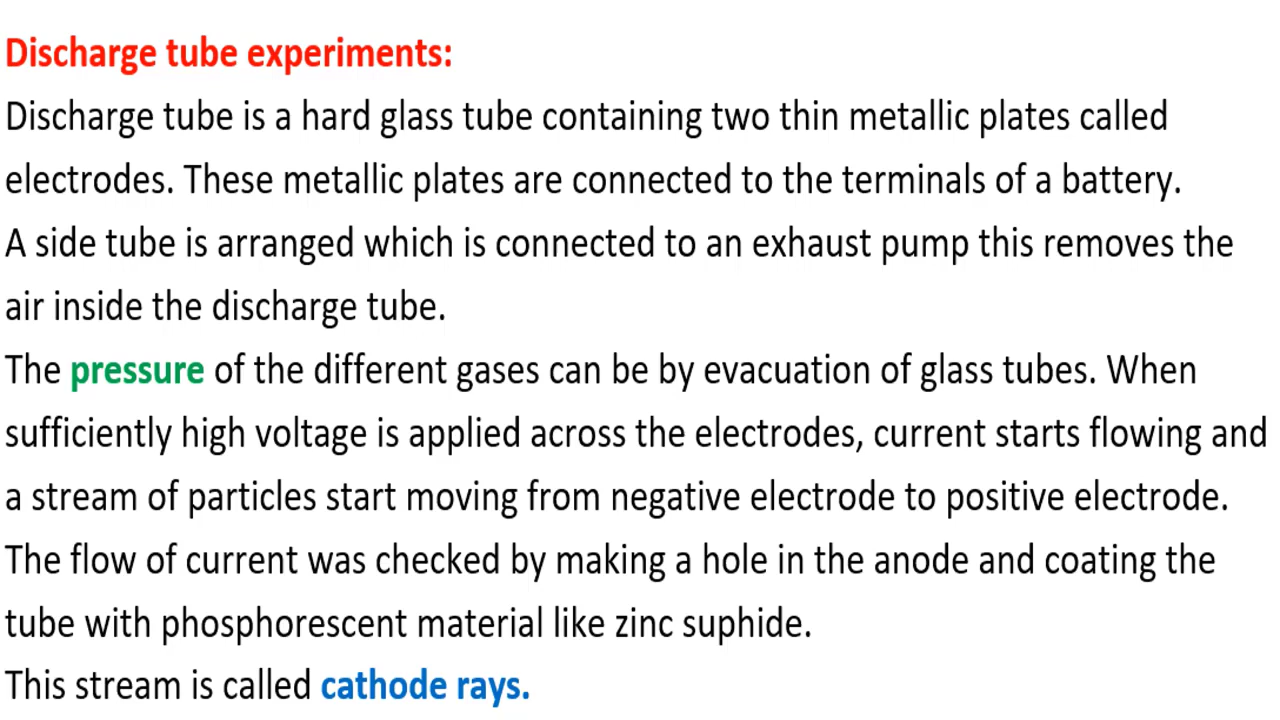 Discharge tube experiments:
Discharge tube is a hard glass tube containing two thin metallic plates called
electrodes. These metallic plates are connected to the terminals of a battery.
A side tube is arranged which is connected to an exhaust pump this removes the
air inside the discharge tube.
The pressure of the different gases can be by evacuation of glass tubes. When
sufficiently high voltage is applied across the electrodes, current starts flowing and
a stream of particles start moving from negative electrode to positive electrode.
The flow of current was checked by making a hole in the anode and coating the
tube with phosphorescent material like zinc suphide.
This stream is called cathode rays.